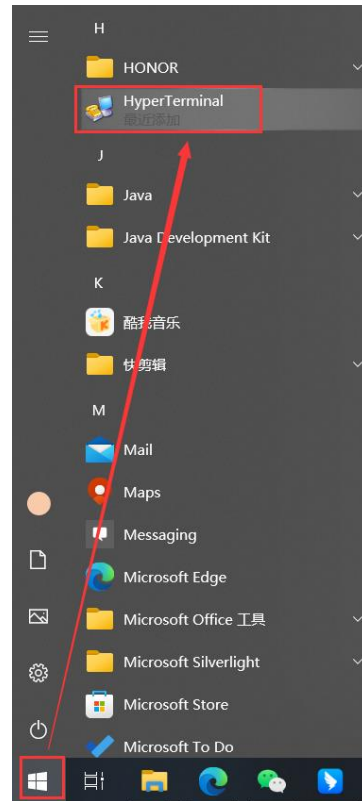 H
HONOR
HyperTerminal
最近添加
J
Java
Java Development Kit
K
酷我音乐
快剪辑
M
Mail
Maps
Messaging
Microsoft Edge
Microsoft Office 工具
Microsoft Silverlight
Microsoft Store
Microsoft To Do